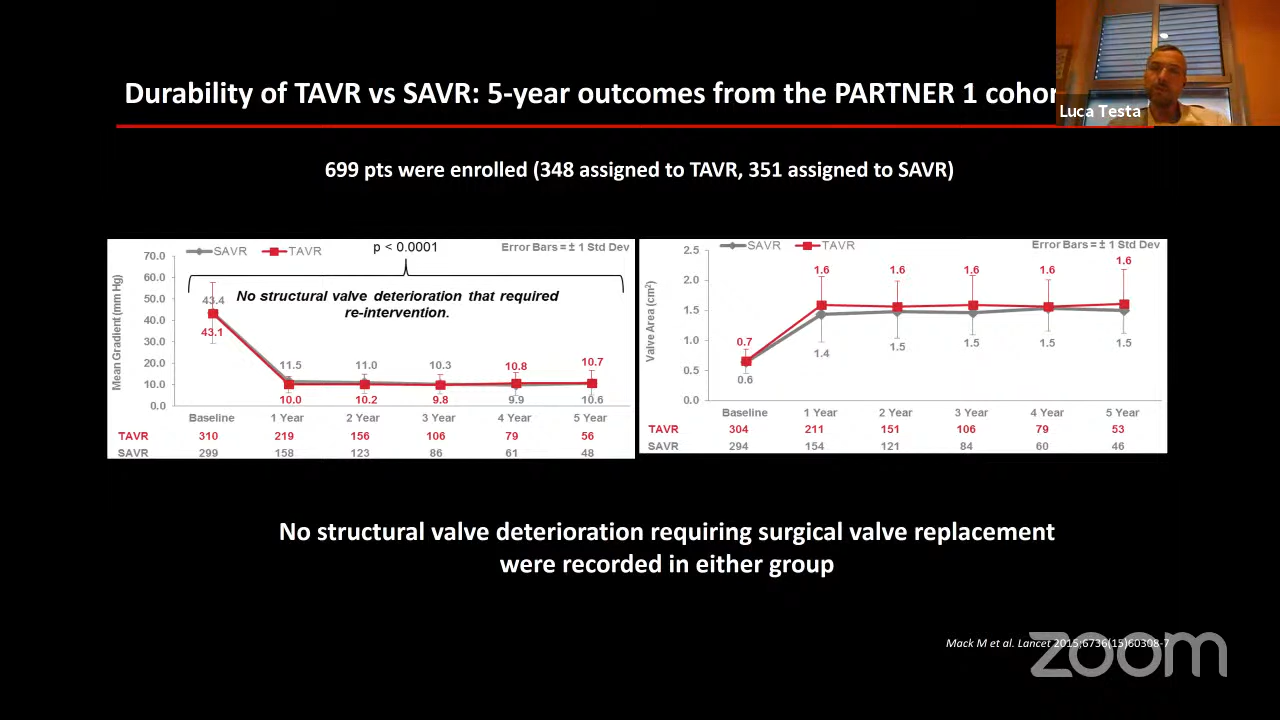 Durability of TAVR vs SAVR: 5-year outcomes from the PARTNER 1 cohor
Luca Testa
699 pts were enrolled (348 assigned to TAVR, 351 assigned to SAVR)
SAVR TAVR p < 0.0001 Error Bars = ± 1 Std Dev
Mean Gradient (mm Hg)
70.0
60.0
50.0
40.0
30.0
20.0
10.0
0.0
No structural valve deterioration that required
re-intervention.
43.4
43.1
11.5 11.0 10.3 10.8 10.7
10.0 10.2 9.8 9.9 10.6
Baseline 1 Year 2 Year 3 Year 4 Year 5 Year
TAVR 310 219 156 106 79 56
SAVR 299 158 123 86 61 48
SAVR TAVR Error Bars = ± 1 Std Dev
Valve Area (cm²)
2.5
2.0
1.5
1.0
0.5
0.0
1.6 1.6 1.6 1.6 1.6
0.7
0.6
1.4 1.5 1.5 1.5 1.5
Baseline 1 Year 2 Year 3 Year 4 Year 5 Year
TAVR 304 211 151 106 79 53
SAVR 294 154 121 84 60 46
No structural valve deterioration requiring surgical valve replacement
were recorded in either group
Mack M et al. Lancet 2015;6736(15)60308-7
zoom